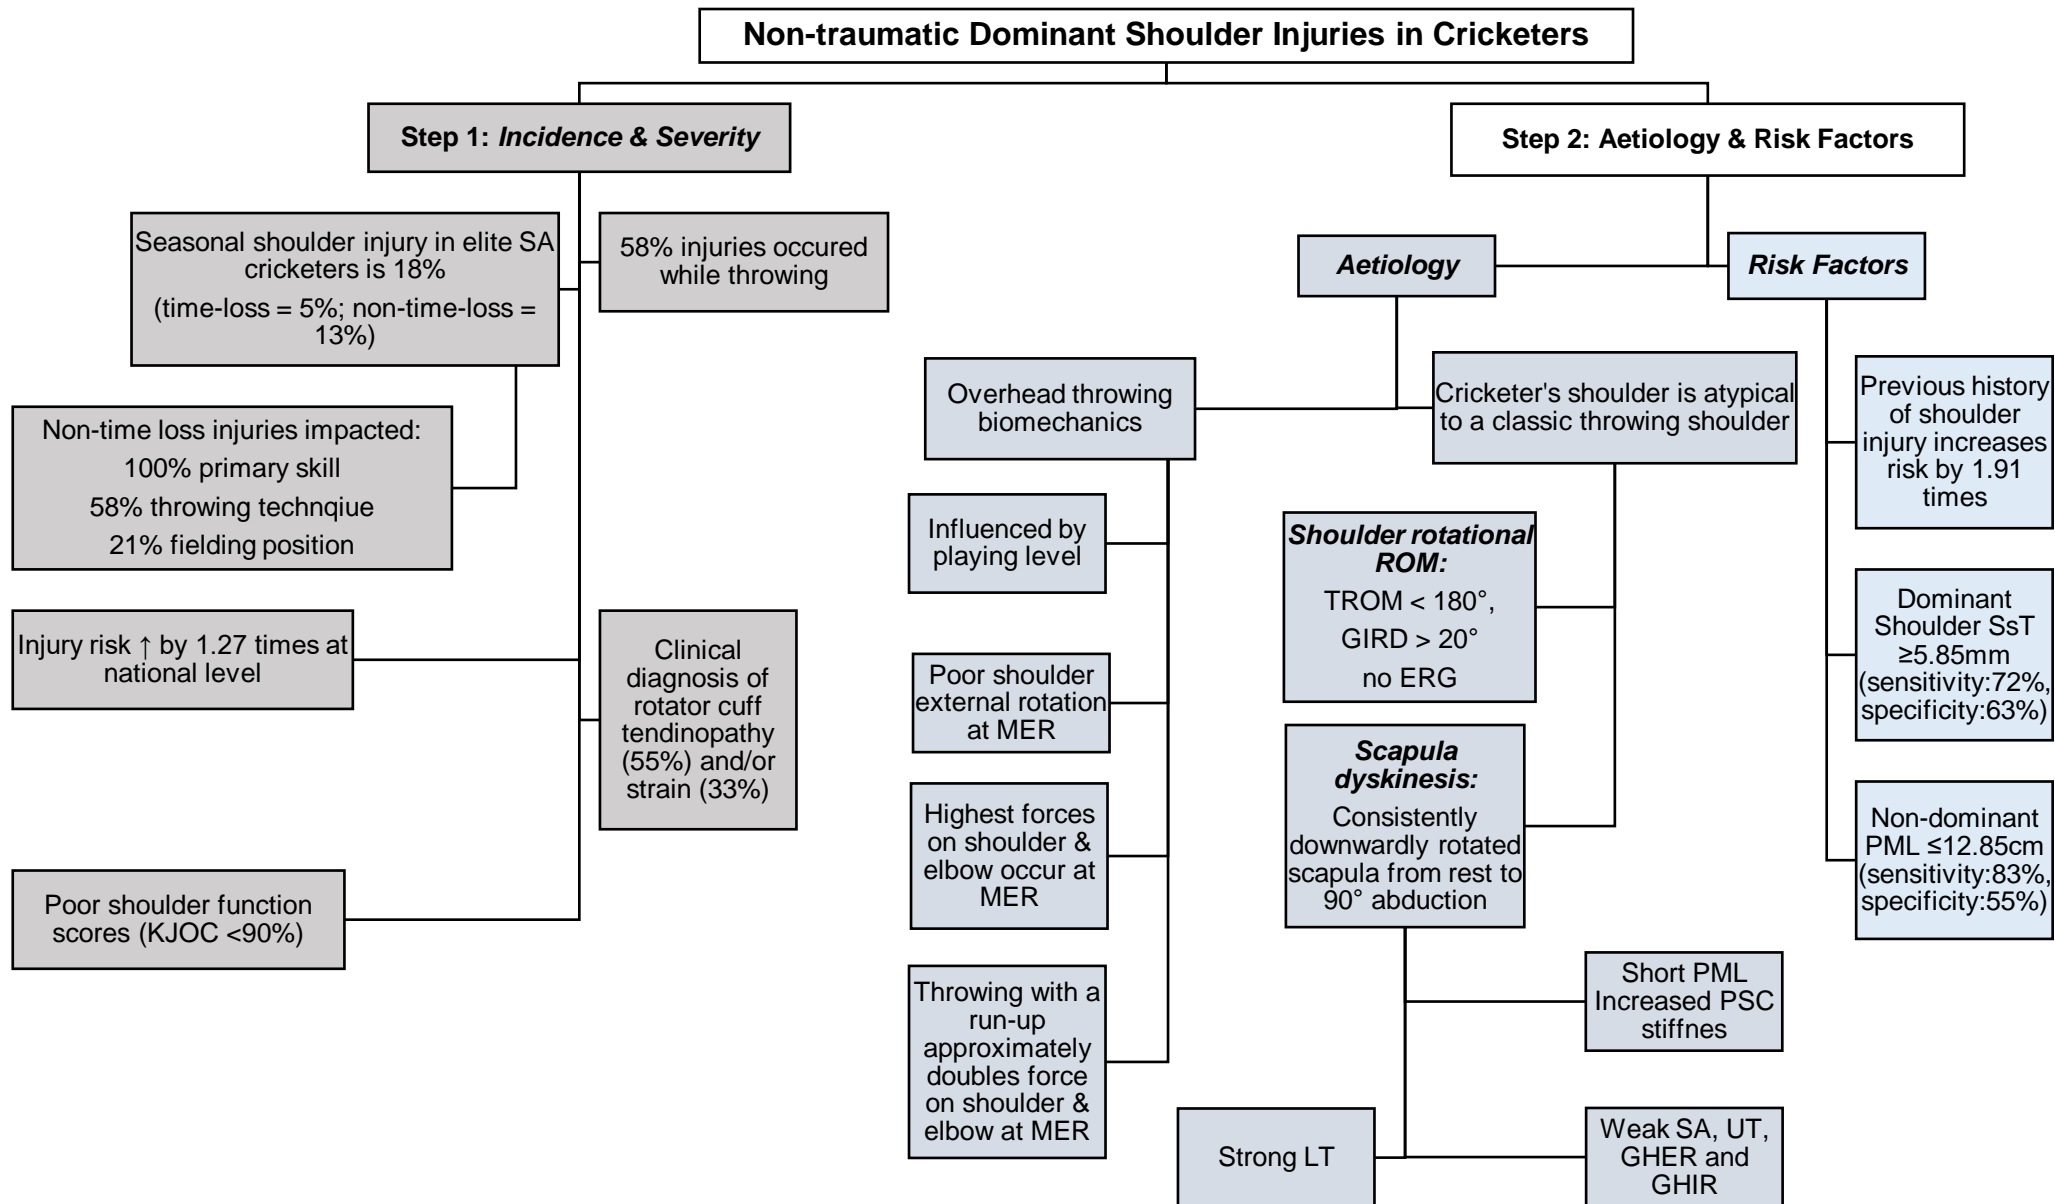 Non-traumatic Dominant Shoulder Injuries in Cricketers
Step 1: Incidence & Severity
Seasonal shoulder injury in elite SA
cricketers is 18%
(time-loss = 5%; non-time-loss =
13%)
58% injuries occured
while throwing
Non-time loss injuries impacted:
100% primary skill
58% throwing technqiue
21% fielding position
Injury risk ↑ by 1.27 times at
national level
Clinical
diagnosis of
rotator cuff
tendinopathy
(55%) and/or
strain (33%)
Poor shoulder function
scores (KJOC <90%)
Step 2: Aetiology & Risk Factors
Aetiology
Overhead throwing
biomechanics
Influenced by
playing level
Poor shoulder
external rotation
at MER
Highest forces
on shoulder &
elbow occur at
MER
Throwing with a
run-up
approximately
doubles force
on shoulder &
elbow at MER
Cricketer's shoulder is atypical
to a classic throwing shoulder
Shoulder rotational
ROM:
TROM < 180°,
GIRD > 20°
no ERG
Scapula
dyskinesis:
Consistently
downwardly rotated
scapula from rest to
90° abduction
Short PML
Increased PSC
stiffnes
Strong LT
Weak SA, UT,
GHER and
GHIR
Risk Factors
Previous history
of shoulder
injury increases
risk by 1.91
times
Dominant
Shoulder SsT
≥5.85mm
(sensitivity:72%,
specificity:63%)
Non-dominant
PML ≤12.85cm
(sensitivity:83%,
specificity:55%)